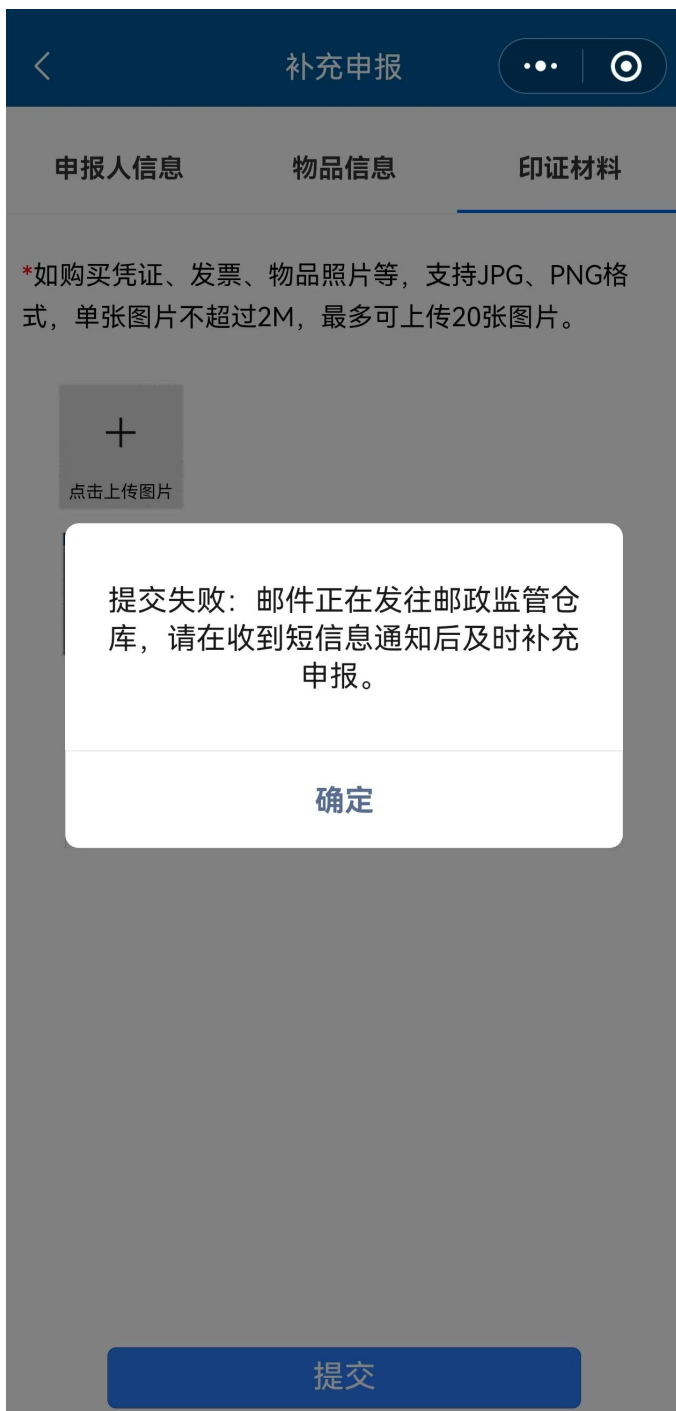 补充申报
申报人信息
物品信息
印证材料
*如购买凭证、发票、物品照片等，支持JPG、PNG格
式，单张图片不超过2M，最多可上传20张图片。
点击上传图片
提交失败：邮件正在发往邮政监管仓
库，请在收到短信息通知后及时补充
申报。
确定
提交